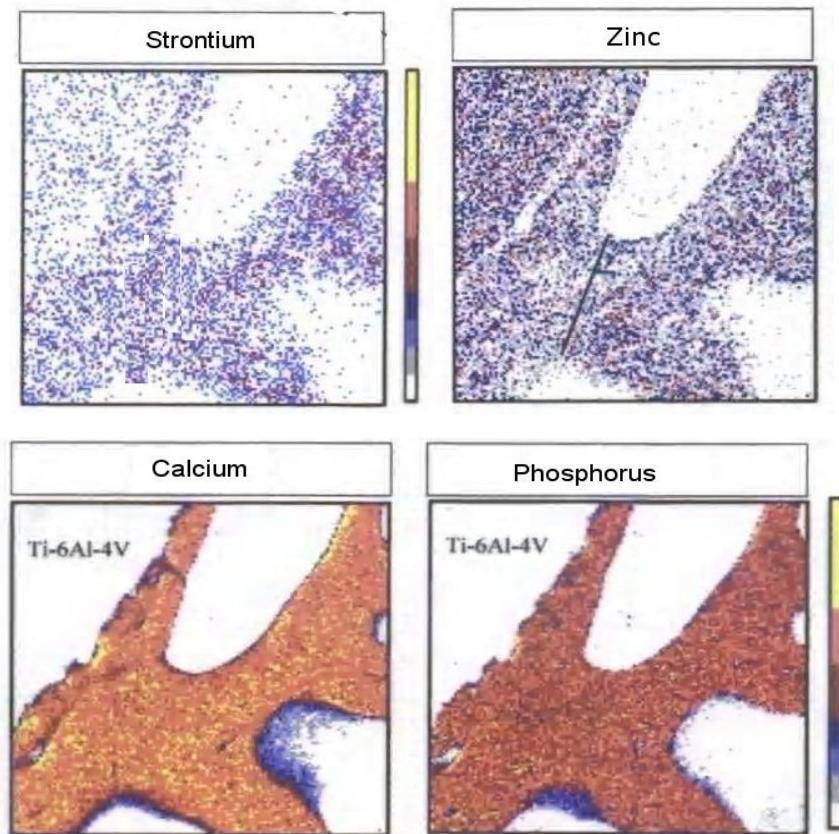 Strontium
Zinc
Calcium
Phosphorus
Ti-6Al-4V
Ti-6Al-4V